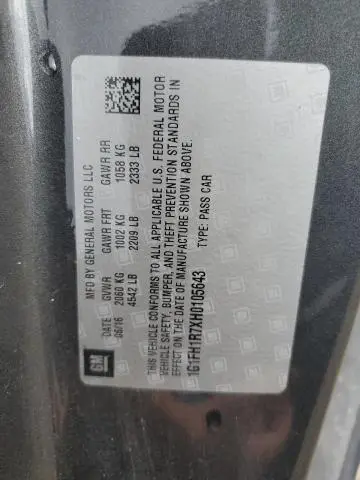 MFD BY GENERAL MOTORS LLC
DATE GVWR GAWR FRT GAWR RR
06/16 2060 KG 1002 KG 1058 KG
4542 LB 2209 LB 2333 LB
THIS VEHICLE CONFORMS TO ALL APPLICABLE U.S. FEDERAL MOTOR
VEHICLE SAFETY, BUMPER, AND THEFT PREVENTION STANDARDS IN
EFFECT ON THE DATE OF MANUFACTURE SHOWN ABOVE.
1G1FH1R7XH0105643 TYPE: PASS CAR
GM